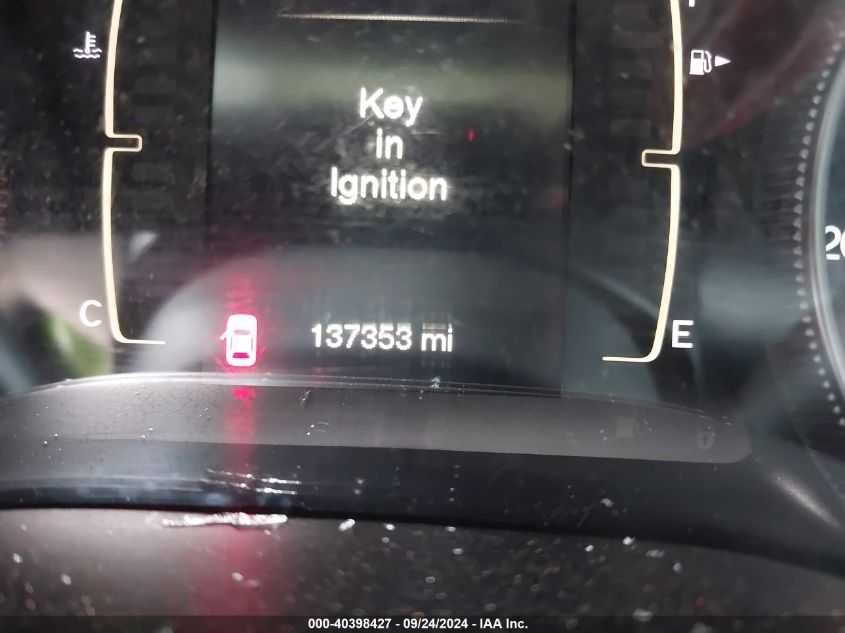 Key
in
Ignition
C
137353 mi
E
000-40398427 - 09/24/2024 - IAA Inc.